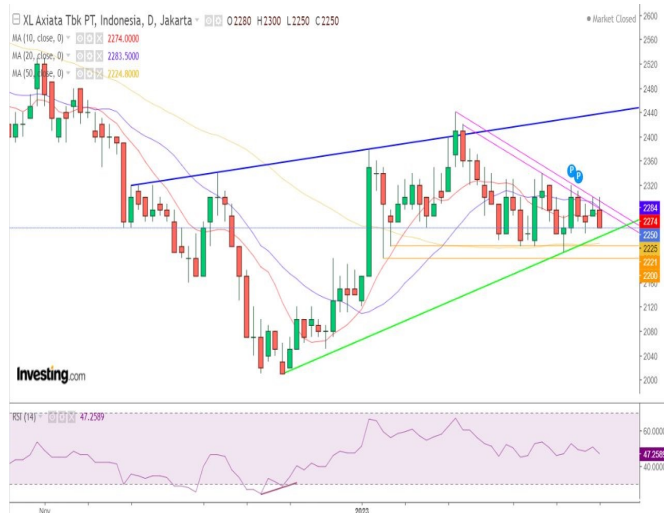 XL Axiata Tbk PT, Indonesia, D, Jakarta O2280 H2300 L2250 C2250
Market Closed
MA (10, close, 0) 2274.0000
MA (20, close, 0) 2283.5000
MA (50, close, 0) 2224.8000
2600
2560
2520
2480
2440
2400
2360
2320
2284
2274
2250
2225
2221
2200
2160
2120
2080
2040
2000
P
P
Investing.com
RSI (14) 47.2589
60.0000
47.2589
40.0000
Nov
2023